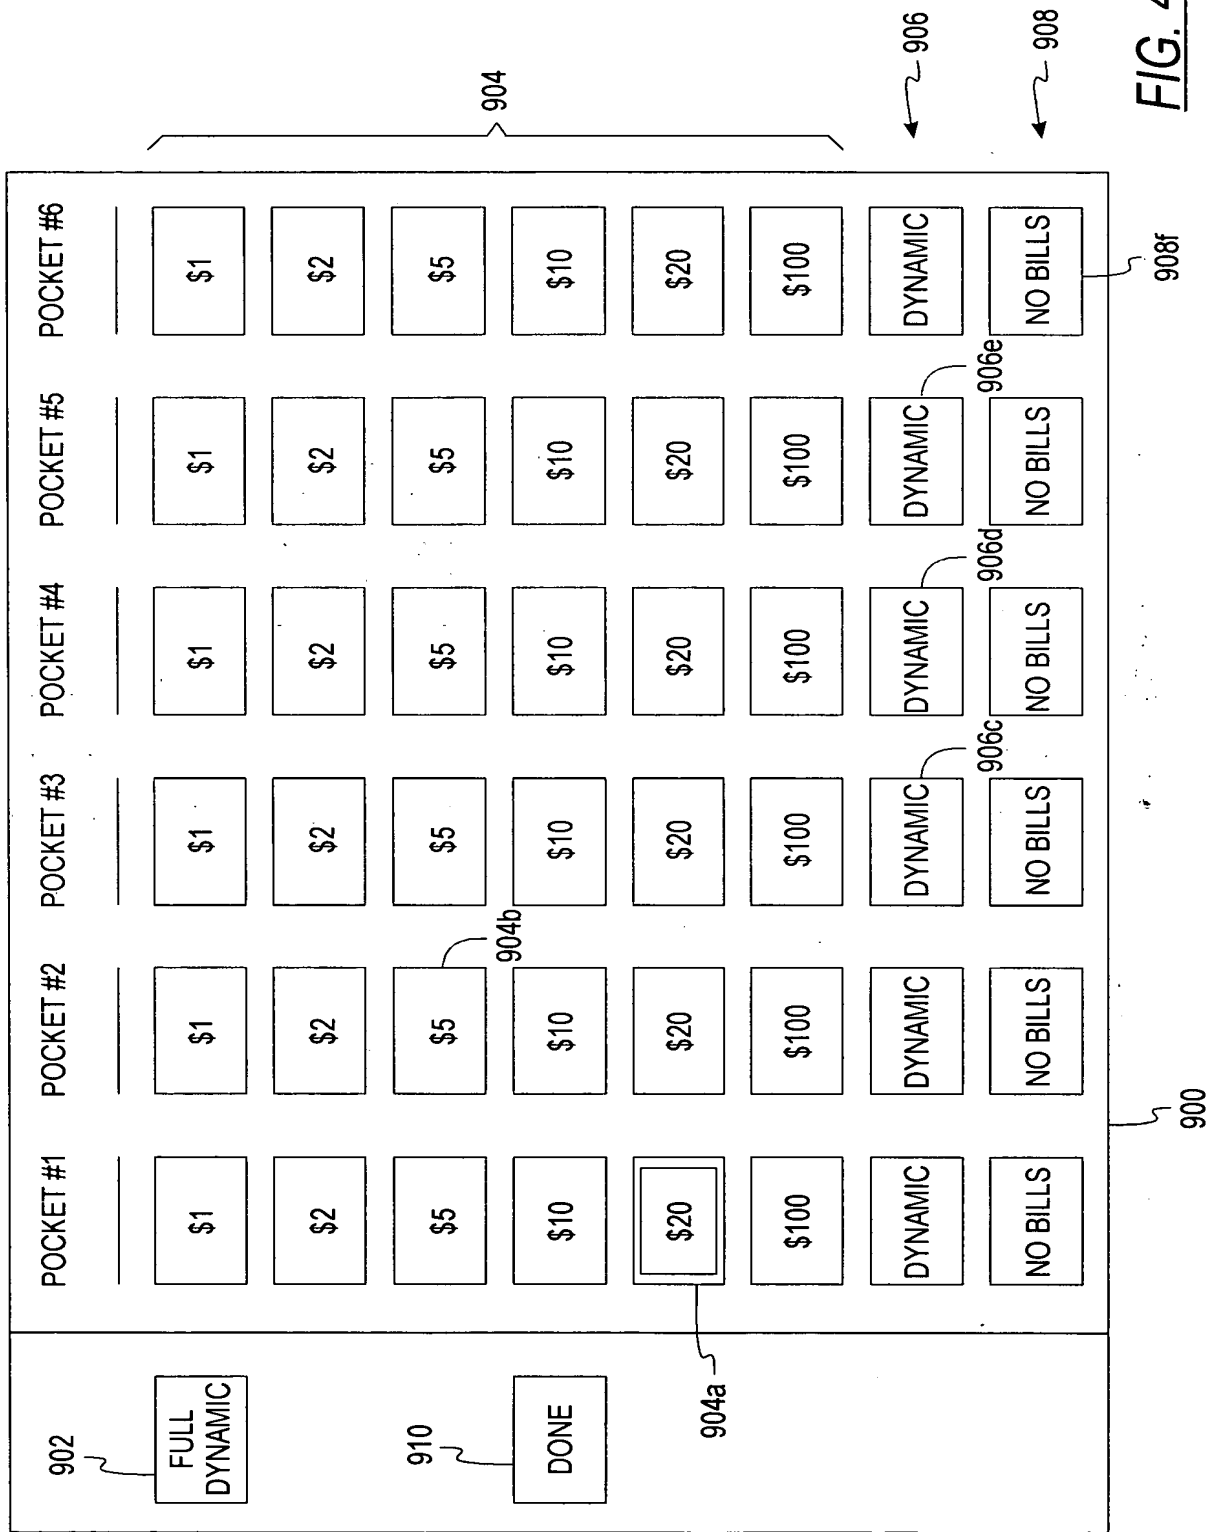 POCKET #1 POCKET #2 POCKET #3 POCKET #4 POCKET #5 POCKET #6
902
FULL
DYNAMIC
$1 $1 $1 $1 $1 $1
$2 $2 $2 $2 $2 $2
904
$5 $5 $5 $5 $5 $5
904b
910
DONE
$10 $10 $10 $10 $10 $10
$20 $20 $20 $20 $20 $20
904a
$100 $100 $100 $100 $100 $100
DYNAMIC DYNAMIC DYNAMIC DYNAMIC DYNAMIC DYNAMIC
906
906c 906d 906e
NO BILLS NO BILLS NO BILLS NO BILLS NO BILLS NO BILLS
908
908f
900
FIG. 4